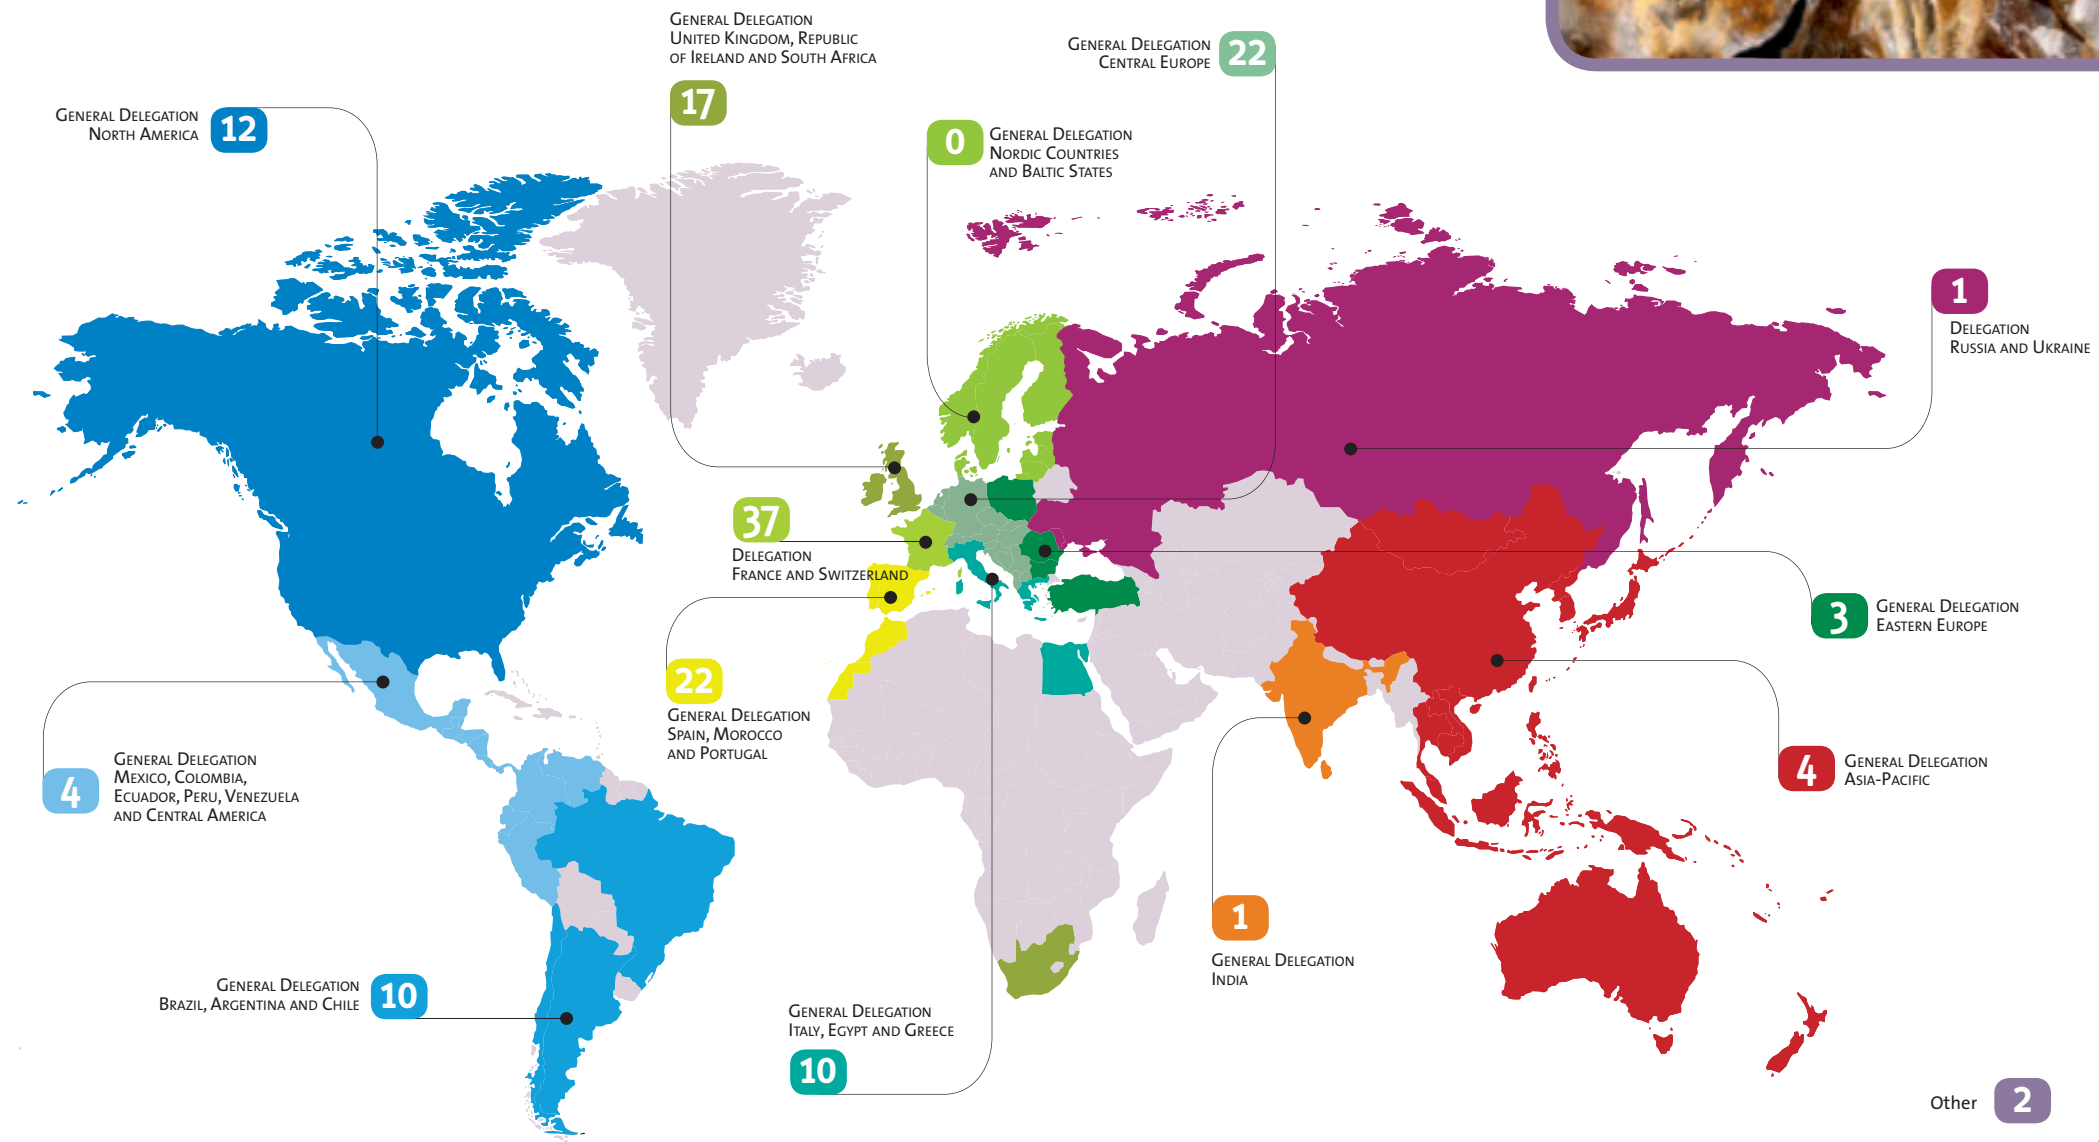 General Delegation
United Kingdom, Republic
of Ireland and South Africa
17
General Delegation
Central Europe
22
General Delegation
North America
12
0
General Delegation
Nordic Countries
and Baltic States
1
Delegation
Russia and Ukraine
37
Delegation
France and Switzerland
3
General Delegation
Eastern Europe
22
General Delegation
Spain, Morocco
and Portugal
4
General Delegation
Mexico, Colombia,
Ecuador, Peru, Venezuela
and Central America
4
General Delegation
Asia-Pacific
1
General Delegation
India
General Delegation
Brazil, Argentina and Chile
10
General Delegation
Italy, Egypt and Greece
10
Other 2